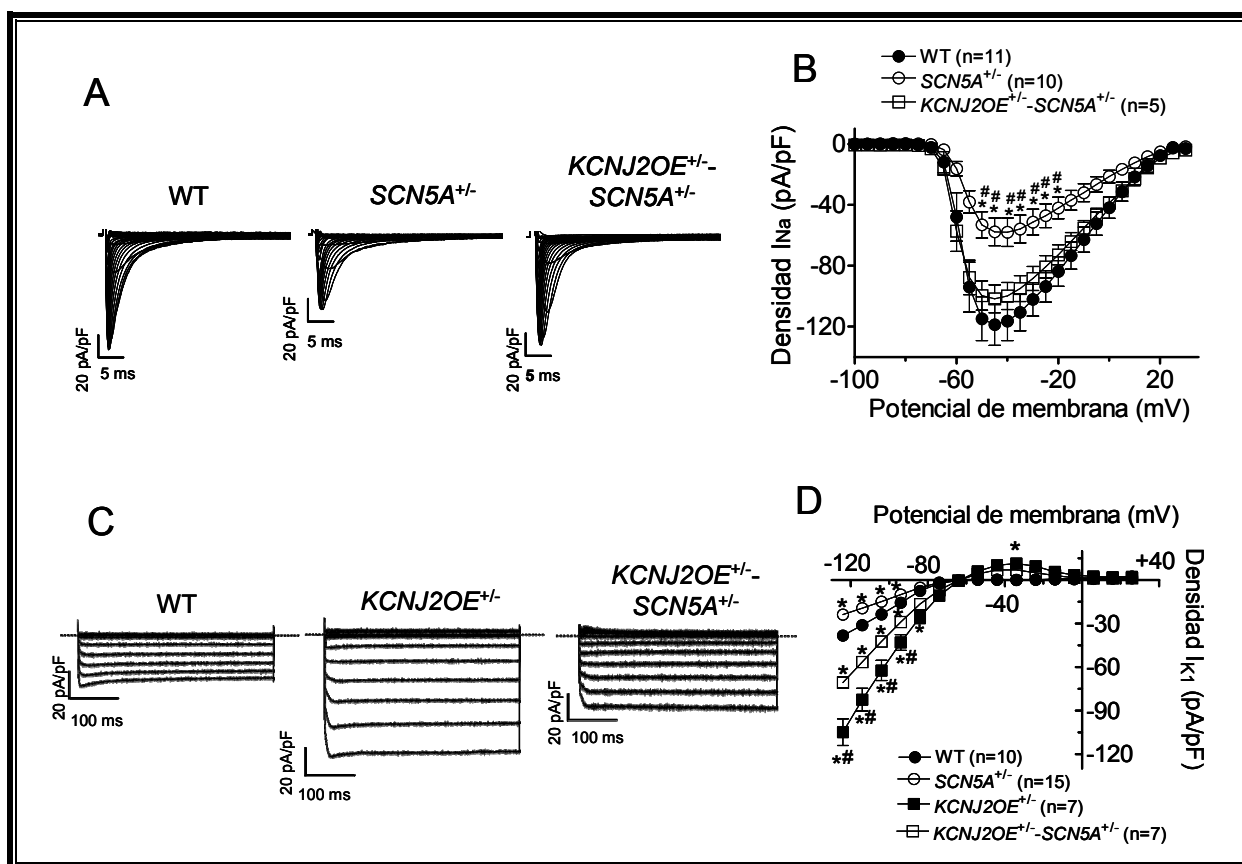 A
WT
SCN5A+/-
KCNJ2OE+/--
SCN5A+/-
20 pA/pF
5 ms
20 pA/pF
5 ms
20 pA/pF
5 ms
B
WT (n=11)
SCN5A+/- (n=10)
KCNJ2OE+/--SCN5A+/- (n=5)
Densidad INa (pA/pF)
0
-40
-80
-120
# # # # # # #
* * * * * * *
-100
-60
-20
20
Potencial de membrana (mV)
C
WT
KCNJ2OE+/-
KCNJ2OE+/--
SCN5A+/-
20 pA/pF
100 ms
20 pA/pF
100 ms
20 pA/pF
100 ms
D
Potencial de membrana (mV)
-120
-80
-40
+40
Densidad IK1 (pA/pF)
-30
-60
-90
-120
* * * *
*
* * * *
*
*#
*#
*#
*#
WT (n=10)
SCN5A+/- (n=15)
KCNJ2OE+/- (n=7)
KCNJ2OE+/--SCN5A+/- (n=7)